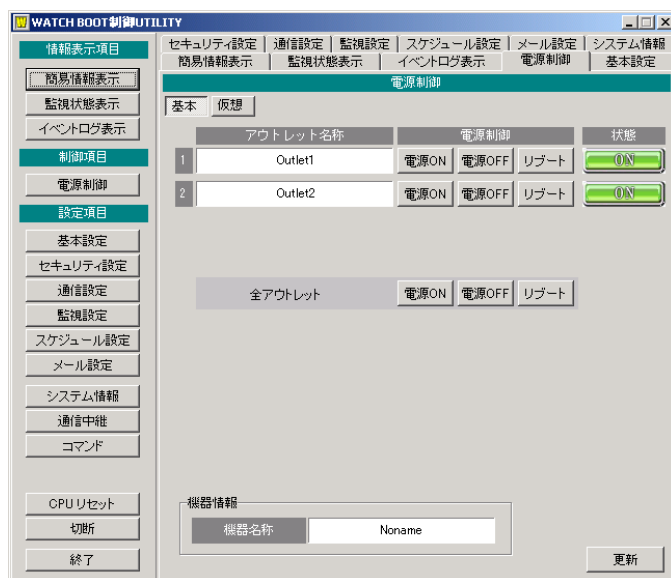 WATCH BOOT制御UTILITY
情報表示項目
簡易情報表示
監視状態表示
イベントログ表示
制御項目
電源制御
設定項目
基本設定
セキュリティ設定
通信設定
監視設定
スケジュール設定
メール設定
システム情報
通信中継
コマンド
CPUリセット
切断
終了
セキュリティ設定 通信設定 監視設定 スケジュール設定 メール設定 システム情報
簡易情報表示 監視状態表示 イベントログ表示 電源制御 基本設定
電源制御
基本 仮想
アウトレット名称 電源制御 状態
1 Outlet1 電源ON 電源OFF リブート ON
2 Outlet2 電源ON 電源OFF リブート ON
全アウトレット 電源ON 電源OFF リブート
機器情報
機器名称 Noname
更新